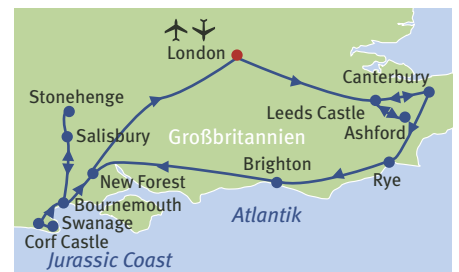 London
Canterbury
Stonehenge
Leeds Castle
Salisbury
Großbritannien
Ashford
Brighton
New Forest
Rye
Bournemouth
Atlantik
Swanage
Corf Castle
Jurassic Coast